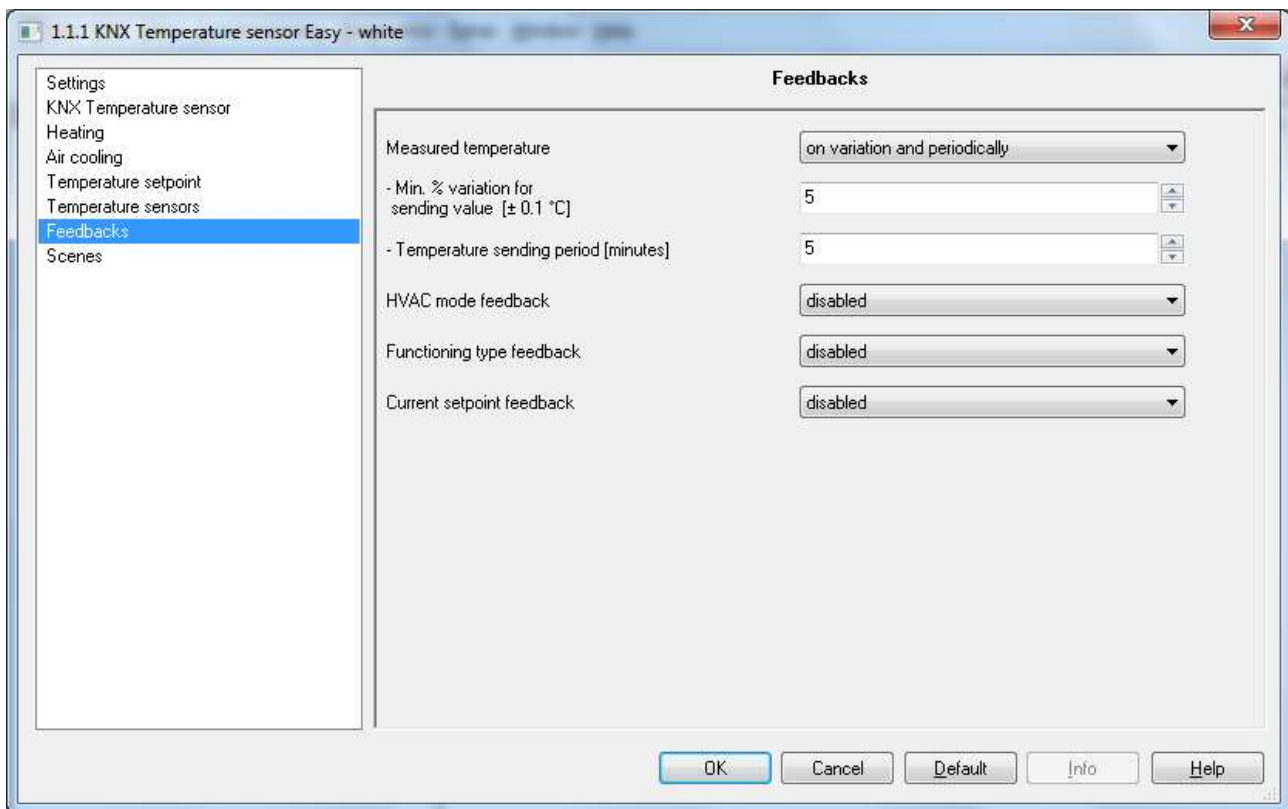 1.1.1 KNX Temperature sensor Easy - white
Settings
KNX Temperature sensor
Heating
Air cooling
Temperature setpoint
Temperature sensors
Feedbacks
Scenes
Feedbacks
Measured temperature
on variation and periodically
- Min. % variation for
sending value [± 0.1 °C]
5
- Temperature sending period [minutes]
5
HVAC mode feedback
disabled
Functioning type feedback
disabled
Current setpoint feedback
disabled
OK
Cancel
Default
Info
Help